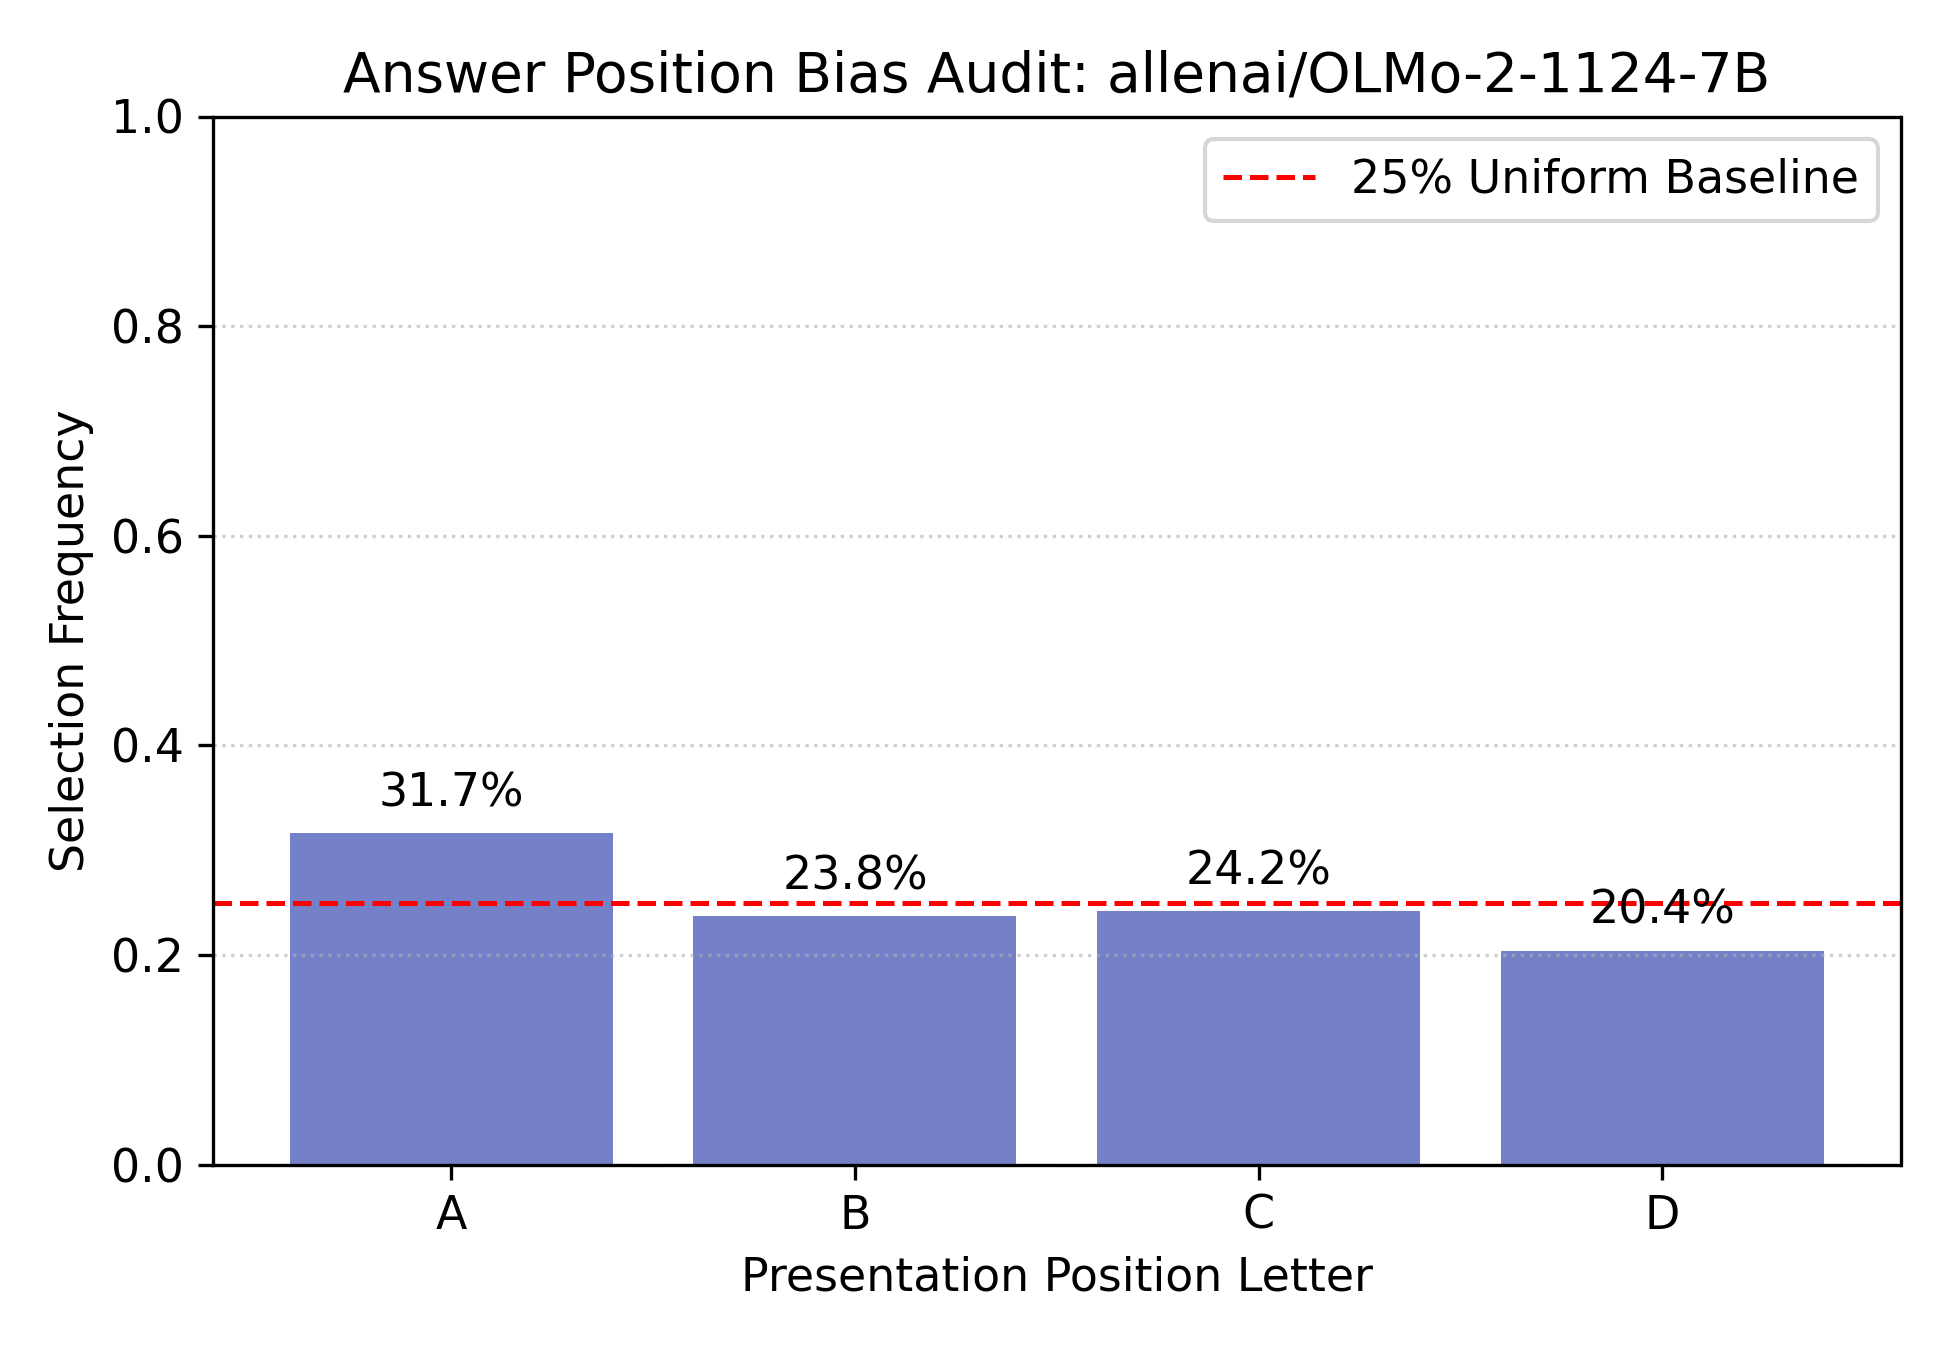 Answer Position Bias Audit: allenai/OLMo-2-1124-7B
25% Uniform Baseline
Selection Frequency
1.0
0.8
0.6
0.4
0.2
0.0
31.7%
23.8%
24.2%
20.4%
A
B
C
D
Presentation Position Letter